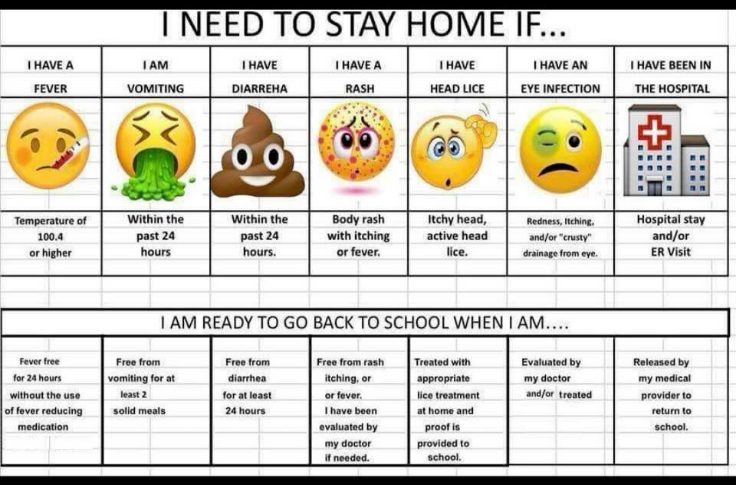 I NEED TO STAY HOME IF...
I HAVE A
FEVER
I AM
VOMITING
I HAVE
DIARREHA
I HAVE A
RASH
I HAVE
HEAD LICE
I HAVE AN
EYE INFECTION
I HAVE BEEN IN
THE HOSPITAL
Temperature of
100.4
or higher
Within the
past 24
hours
Within the
past 24
hours.
Body rash
with itching
or fever.
Itchy head,
active head
lice.
Redness, Itching,
and/or "crusty"
drainage from eye.
Hospital stay
and/or
ER Visit
I AM READY TO GO BACK TO SCHOOL WHEN I AM....
Fever free
for 24 hours
without the use
of fever reducing
medication
Free from
vomiting for at
least 2
solid meals
Free from
diarrhea
for at least
24 hours
Free from rash
itching, or
or fever.
I have been
evaluated by
my doctor
if needed.
Treated with
appropriate
lice treatment
at home and
proof is
provided to
school.
Evaluated by
my doctor
and/or treated
Released by
my medical
provider to
return to
school.